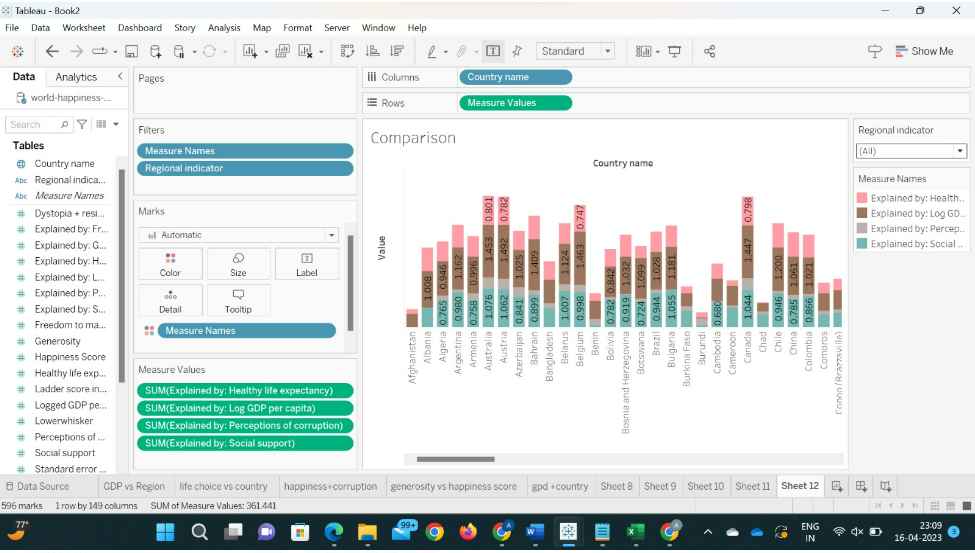 Tableau - Book2
File Data Worksheet Dashboard Story Analysis Map Format Server Window Help
Standard
Show Me
Data Analytics
world-happiness-...
Search
Tables
Country name
Abc Regional indica...
Abc Measure Names
Dystopia + resi...
Explained by: Fr...
Explained by: G...
Explained by: H...
Explained by: L...
Explained by: P...
Explained by: S...
Freedom to ma...
Generosity
Happiness Score
Healthy life exp...
Ladder score in...
Logged GDP pe...
Lowerwhisker
Perceptions of ...
Social support
Standard error ...
Pages
Filters
Measure Names
Regional indicator
Marks
Automatic
Color Size Label
Detail Tooltip
Measure Names
Measure Values
SUM(Explained by: Healthy life expectancy)
SUM(Explained by: Log GDP per capita)
SUM(Explained by: Perceptions of corruption)
SUM(Explained by: Social support)
Columns Country name
Rows Measure Values
Comparison
Country name
Value
0.801 0.782 0.747 0.798
1.008 0.946 1.162 0.996 1.453 1.492 1.025 1.409 1.124 1.463 0.842 1.032 1.099 1.028 1.181 1.447 1.200 1.061 1.021
0.765 0.980 0.758 1.076 1.062 0.841 0.899 1.007 0.998 0.782 0.919 0.724 0.944 1.055 0.680 1.044 0.946 0.785 0.866
Afghanistan
Albania
Algeria
Argentina
Armenia
Australia
Austria
Azerbaijan
Bahrain
Bangladesh
Belarus
Belgium
Benin
Bolivia
Bosnia and Herzegovina
Botswana
Brazil
Bulgaria
Burkina Faso
Burundi
Cambodia
Cameroon
Canada
Chad
Chile
China
Colombia
Comoros
Congo (Brazzaville)
Regional indicator
(All)
Measure Names
Explained by: Health..
Explained by: Log GD..
Explained by: Percep..
Explained by: Social ..
Data Source GDP vs Region life choice vs country happiness+corruption generosity vs happiness score gpd +country Sheet 8 Sheet 9 Sheet 10 Sheet 11 Sheet 12
596 marks 1 row by 149 columns SUM of Measure Values: 361.441
77°
99+
ENG
IN
23:09
16-04-2023
3